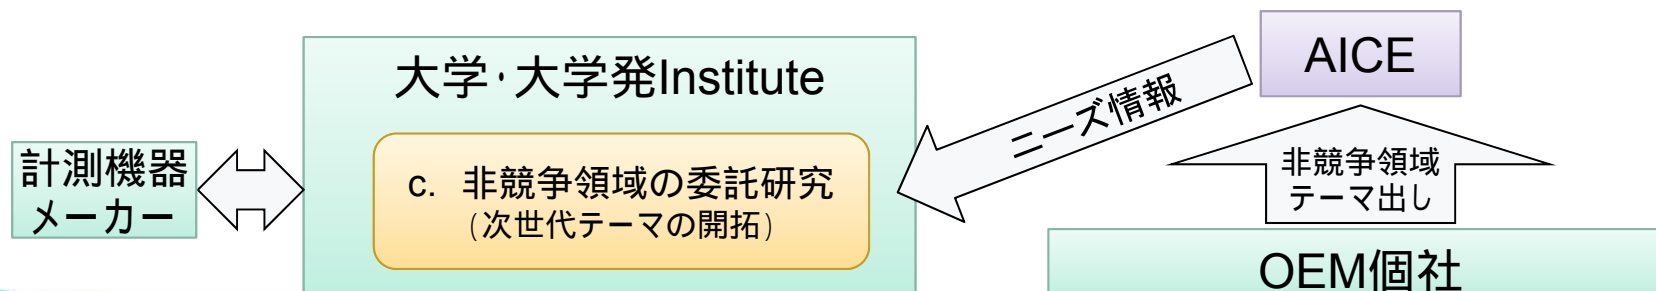 大学・大学発Institute
AICE
ニーズ情報
計測機器
メーカー
c. 非競争領域の委託研究
(次世代テーマの開拓)
非競争領域
テーマ出し
OEM個社